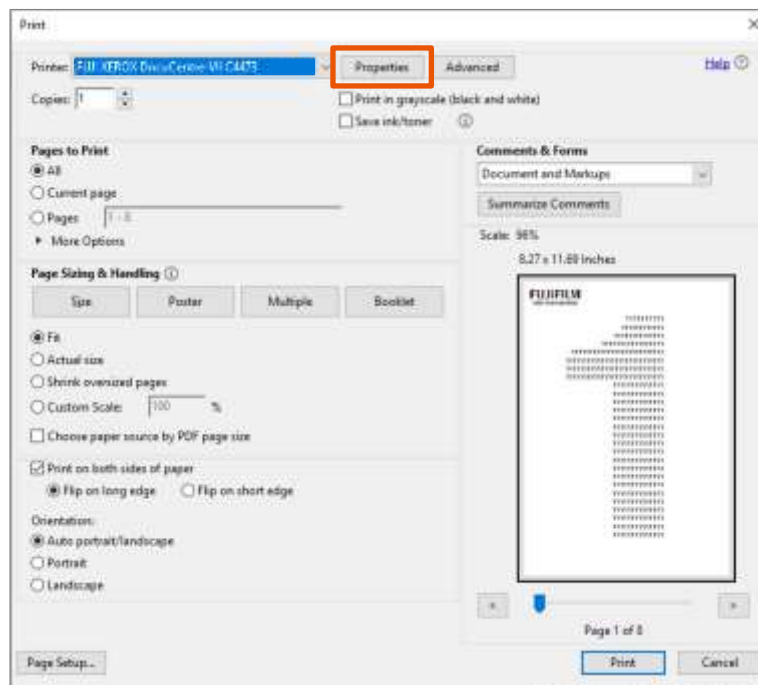 Print
Printer: FUJI XEROX DocuCentre-VII C4473 Properties Advanced Help
Copies: 1 Print in grayscale (black and white)
Save ink/toner
Pages to Print
All
Current page
Pages 1 - 8
More Options
Comments & Forms
Document and Markups
Summarize Comments
Scale: 96%
8.27 x 11.69 Inches
FUJIFILM
Page Sizing & Handling
Size Poster Multiple Booklet
Fit
Actual size
Shrink oversized pages
Custom Scale: 100 %
Choose paper source by PDF page size
Print on both sides of paper
Flip on long edge Flip on short edge
Orientation:
Auto portrait/landscape
Portrait
Landscape
< >
Page 1 of 8
Page Setup... Print Cancel